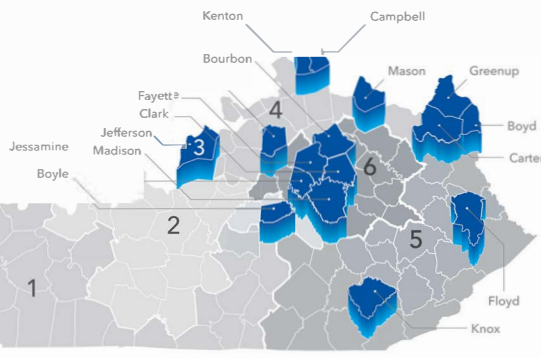 Kenton
Campbell
Bourbon
Mason
Greenup
Fayette
Clark
4
Jefferson
3
Boyd
Jessamine
Madison
Carter
6
Boyle
2
5
1
Floyd
Knox